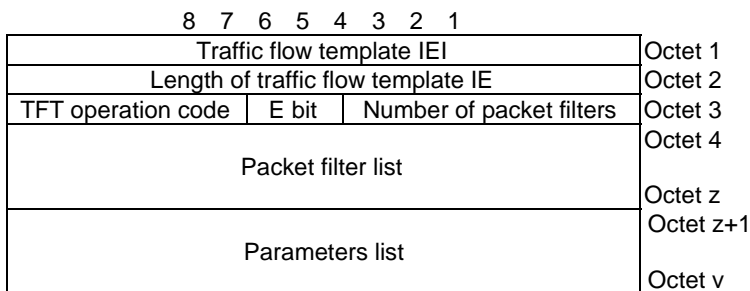 8 7 6 5 4 3 2 1
Traffic flow template IEI Octet 1
Length of traffic flow template IE Octet 2
TFT operation code E bit Number of packet filters Octet 3
Octet 4
Packet filter list
Octet z
Octet z+1
Parameters list
Octet v